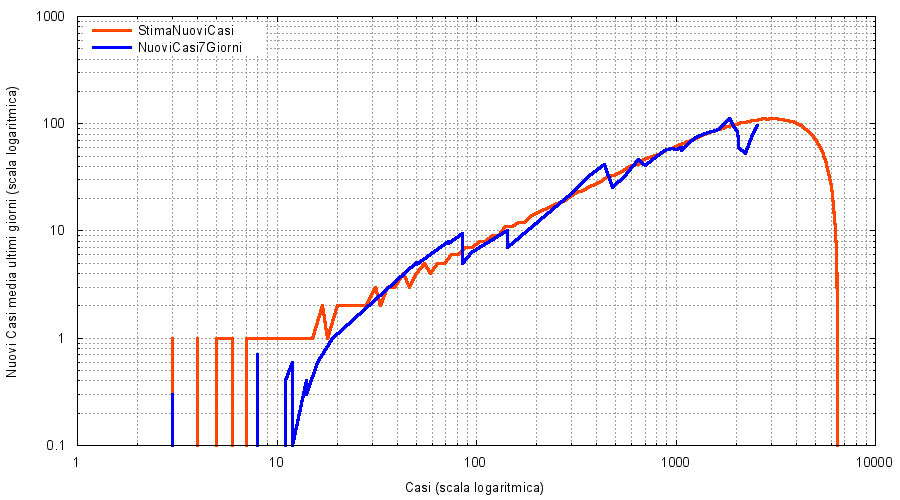 1000
StimaNuoviCasi
NuoviCasi7Giorni
100
10
1
0.1
Nuovi Casi media ultimi giorni (scala logaritmica)
1
10
100
1000
10000
Casi (scala logaritmica)